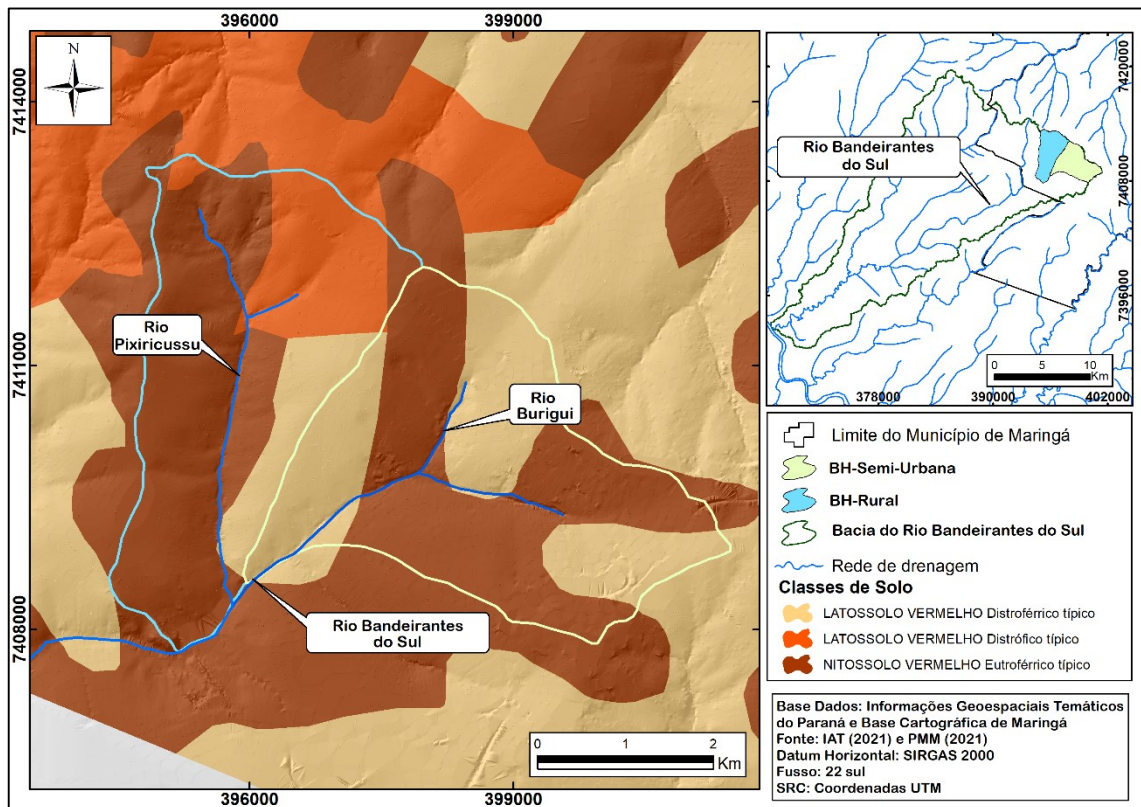 396000
399000
N
7414000
7411000
7408000
Rio
Pixiricussu
Rio
Burigui
Rio Bandeirantes
do Sul
0
1
2
Km
396000
399000
Rio Bandeirantes
do Sul
7420000
7408000
7396000
0
5
10
Km
378000
390000
402000
Limite do Município de Maringá
BH-Semi-Urbana
BH-Rural
Bacia do Rio Bandeirantes do Sul
Rede de drenagem
Classes de Solo
LATOSSOLO VERMELHO Distroférrico típico
LATOSSOLO VERMELHO Distrófico típico
NITOSSOLO VERMELHO Eutroférrico típico
Base Dados: Informações Geoespaciais Temáticos
do Paraná e Base Cartográfica de Maringá
Fonte: IAT (2021) e PMM (2021)
Datum Horizontal: SIRGAS 2000
Fusso: 22 sul
SRC: Coordenadas UTM